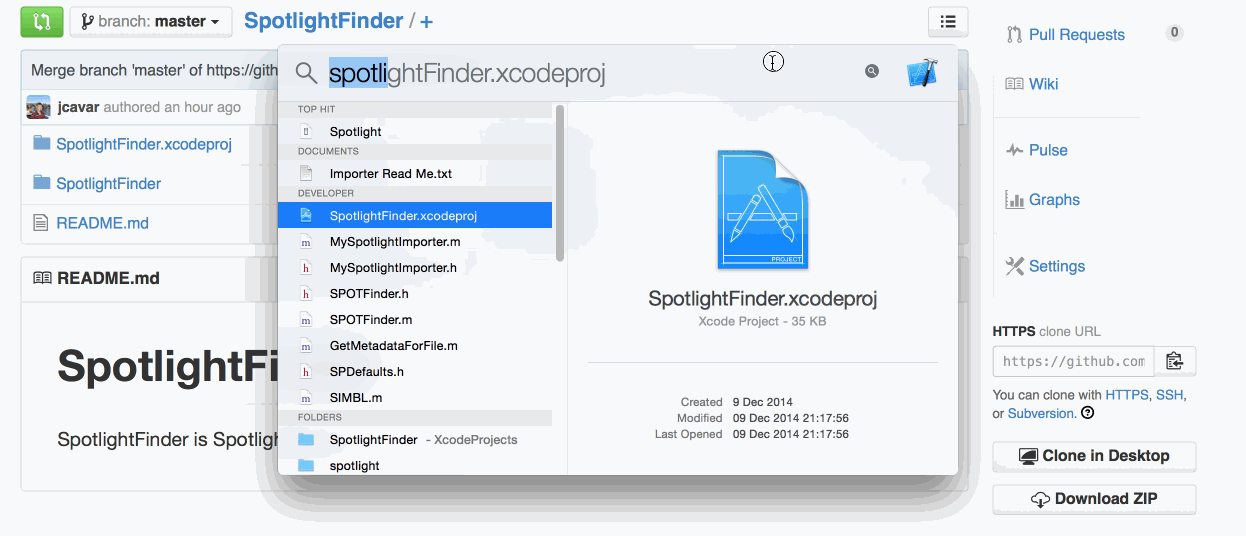 branch: master
SpotlightFinder / +
Merge branch 'master' of https://gith
jcavar authored an hour ago
SpotlightFinder.xcodeproj
SpotlightFinder
README.md
README.md
SpotlightFi
SpotlightFinder is Spotligh
spotlightFinder.xcodeproj
TOP HIT
Spotlight
DOCUMENTS
Importer Read Me.txt
DEVELOPER
SpotlightFinder.xcodeproj
m MySpotlightImporter.m
h MySpotlightImporter.h
h SPOTFinder.h
m SPOTFinder.m
m GetMetadataForFile.m
h SPDefaults.h
m SIMBL.m
FOLDERS
SpotlightFinder - XcodeProjects
spotlight
PROJECT
SpotlightFinder.xcodeproj
Xcode Project - 35 KB
Created 9 Dec 2014
Modified 09 Dec 2014 21:17:56
Last Opened 09 Dec 2014 21:17:56
Pull Requests 0
Wiki
Pulse
Graphs
Settings
HTTPS clone URL
https://github.com
You can clone with HTTPS, SSH,
or Subversion. ?
Clone in Desktop
Download ZIP